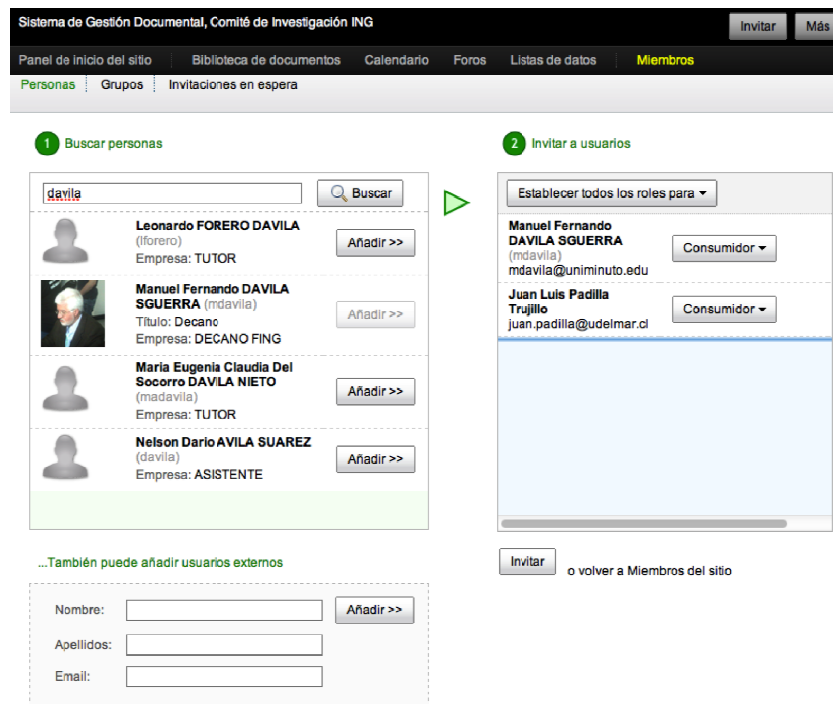 Sistema de Gestión Documental, Comité de Investigación ING
Invitar
Más
Panel de inicio del sitio
Biblioteca de documentos
Calendario
Foros
Listas de datos
Miembros
Personas
Grupos
Invitaciones en espera
1 Buscar personas
davila
Buscar
Leonardo FORERO DAVILA
(lforero)
Empresa: TUTOR
Añadir >>
Manuel Fernando DAVILA
SGUERRA (mdavila)
Título: Decano
Empresa: DECANO FING
Añadir >>
Maria Eugenia Claudia Del
Socorro DAVILA NIETO
(madavila)
Empresa: TUTOR
Añadir >>
Nelson Dario AVILA SUAREZ
(davila)
Empresa: ASISTENTE
Añadir >>
...También puede añadir usuarios externos
Nombre:
Añadir >>
Apellidos:
Email:
2 Invitar a usuarios
Establecer todos los roles para
Manuel Fernando
DAVILA SGUERRA
(mdavila)
mdavila@uniminuto.edu
Consumidor
Juan Luis Padilla
Trujillo
juan.padilla@udelmar.cl
Consumidor
Invitar
o volver a Miembros del sitio